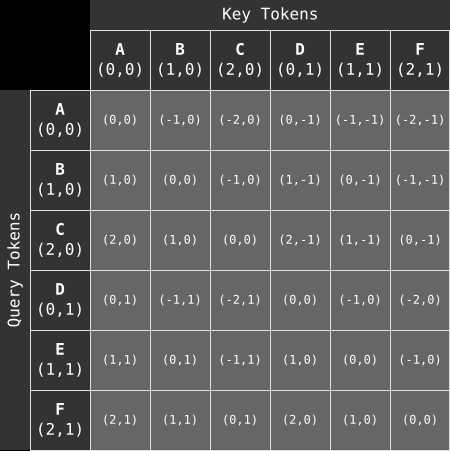 Key Tokens
A B C D E F
(0,0) (1,0) (2,0) (0,1) (1,1) (2,1)
Query Tokens
A
(0,0) (0,0) (-1,0) (-2,0) (0,-1) (-1,-1) (-2,-1)
B
(1,0) (1,0) (0,0) (-1,0) (1,-1) (0,-1) (-1,-1)
C
(2,0) (2,0) (1,0) (0,0) (2,-1) (1,-1) (0,-1)
D
(0,1) (0,1) (-1,1) (-2,1) (0,0) (-1,0) (-2,0)
E
(1,1) (1,1) (0,1) (-1,1) (1,0) (0,0) (-1,0)
F
(2,1) (2,1) (1,1) (0,1) (2,0) (1,0) (0,0)